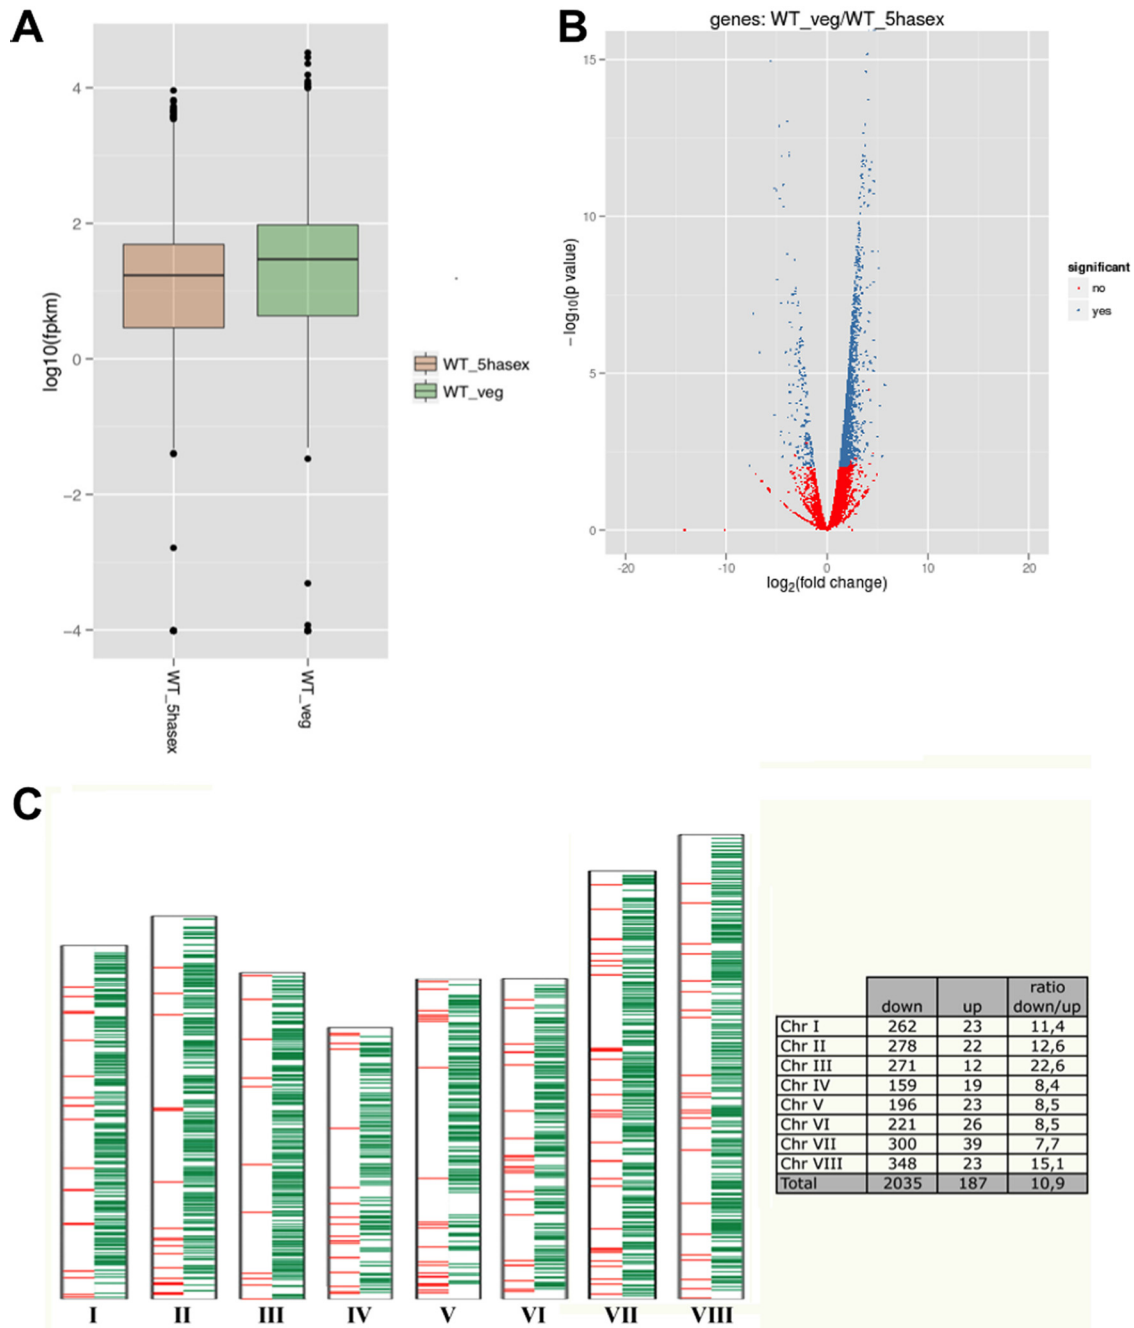 A
4
2
0
−2
−4
log10(fpkm)
WT_5hasex
WT_veg
WT_5hasex
WT_veg
B
genes: WT_veg/WT_5hasex
15
10
5
0
−log10(p value)
-20
-10
0
10
20
log2(fold change)
significant
no
yes
C
I
II
III
IV
V
VI
VII
VIII
down up ratio down/up
Chr I 262 23 11,4
Chr II 278 22 12,6
Chr III 271 12 22,6
Chr IV 159 19 8,4
Chr V 196 23 8,5
Chr VI 221 26 8,5
Chr VII 300 39 7,7
Chr VIII 348 23 15,1
Total 2035 187 10,9